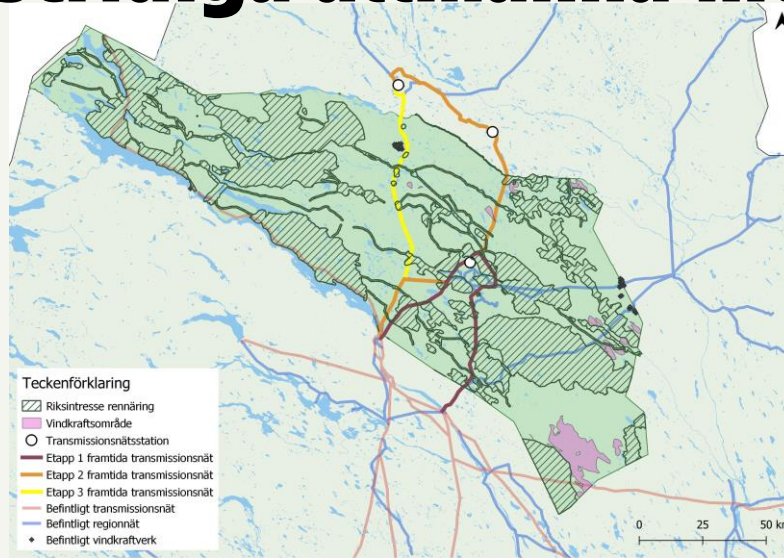 Teckenförklaring
Riksintresse rennäring
Vindkraftsområde
Transmissionsnätsstation
Etapp 1 framtida transmissionsnät
Etapp 2 framtida transmissionsnät
Etapp 3 framtida transmissionsnät
Befintligt transmissionsnät
Befintligt regionnät
Befintligt vindkraftverk
0 25 50 km